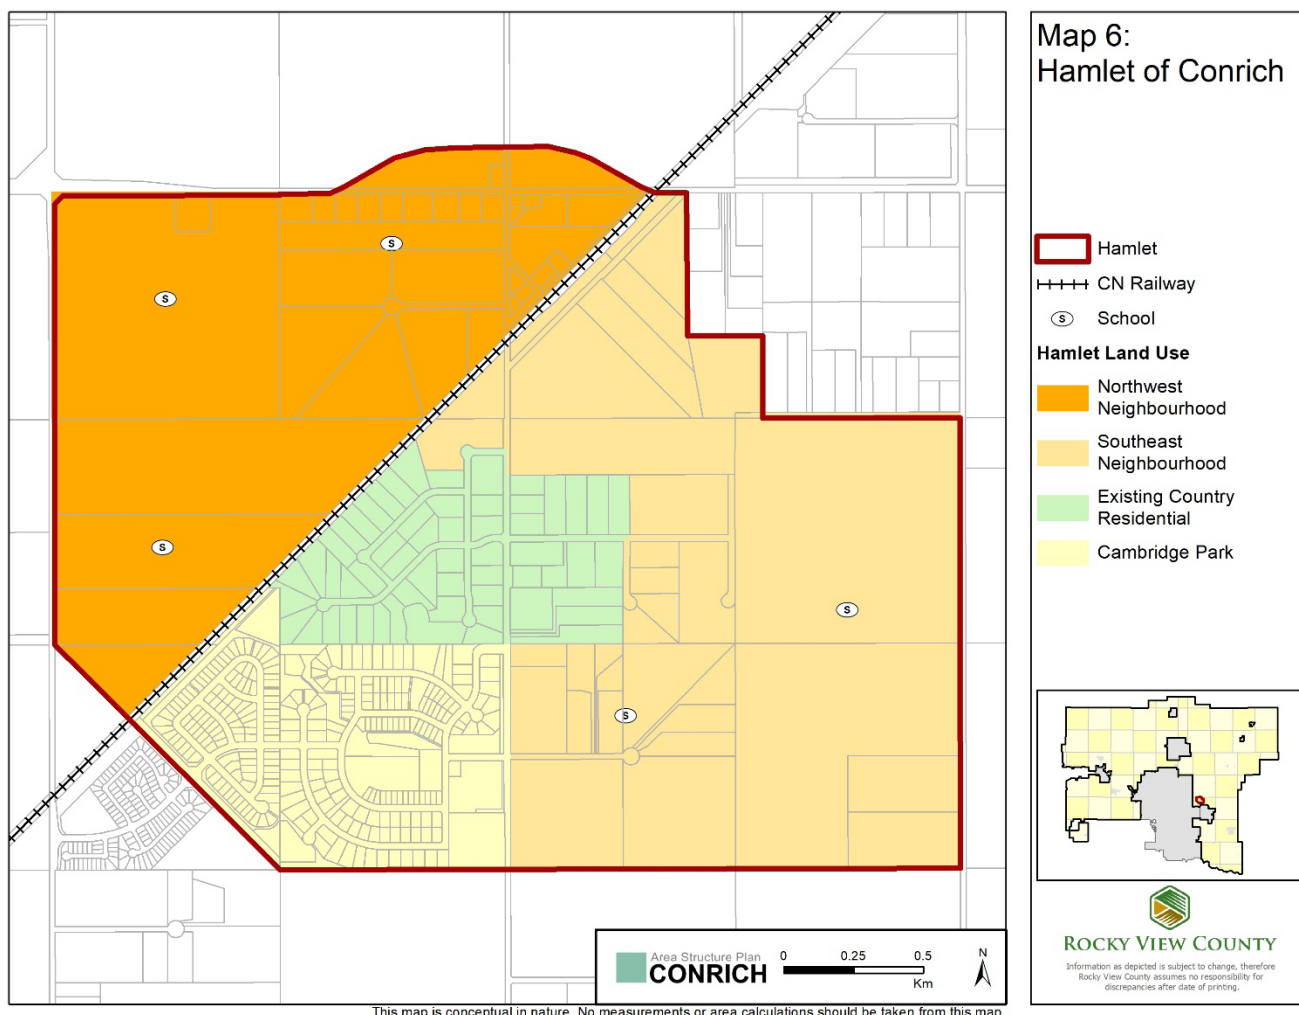 Map 6:
Hamlet of Conrich
S
S
S
S
S
Hamlet
CN Railway
S
School
Hamlet Land Use
Northwest
Neighbourhood
Southeast
Neighbourhood
Existing Country
Residential
Cambridge Park
Area Structure Plan
CONRICH
0 0.25 0.5
Km
N
ROCKY VIEW COUNTY
Information as depicted is subject to change, therefore
Rocky View County assumes no responsibility for
discrepancies after date of printing.
This map is conceptual in nature. No measurements or area calculations should be taken from this map.